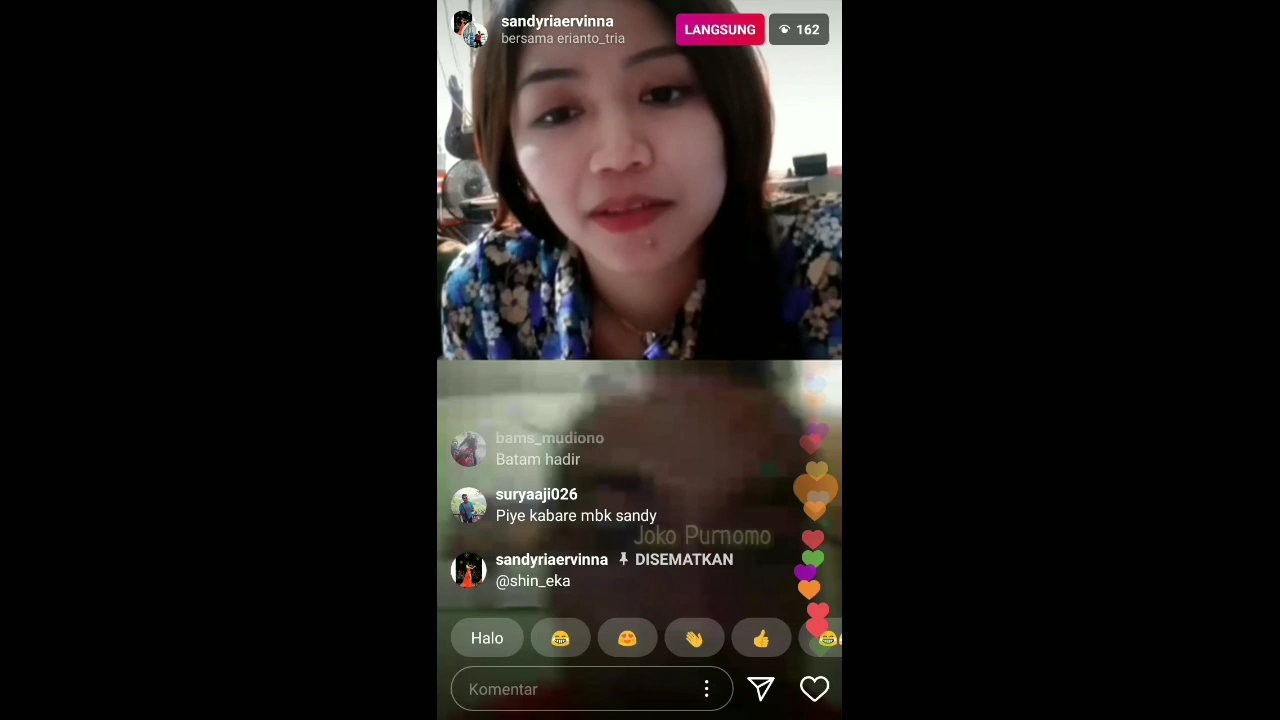 sandyriaervinna
bersama erianto_tria
LANGSUNG
162
bams_mudiono
Batam hadir
suryaaji026
Piye kabare mbk sandy
Joko Purnomo
sandyriaervinna DISEMATKAN
@shin_eka
Halo
Komentar